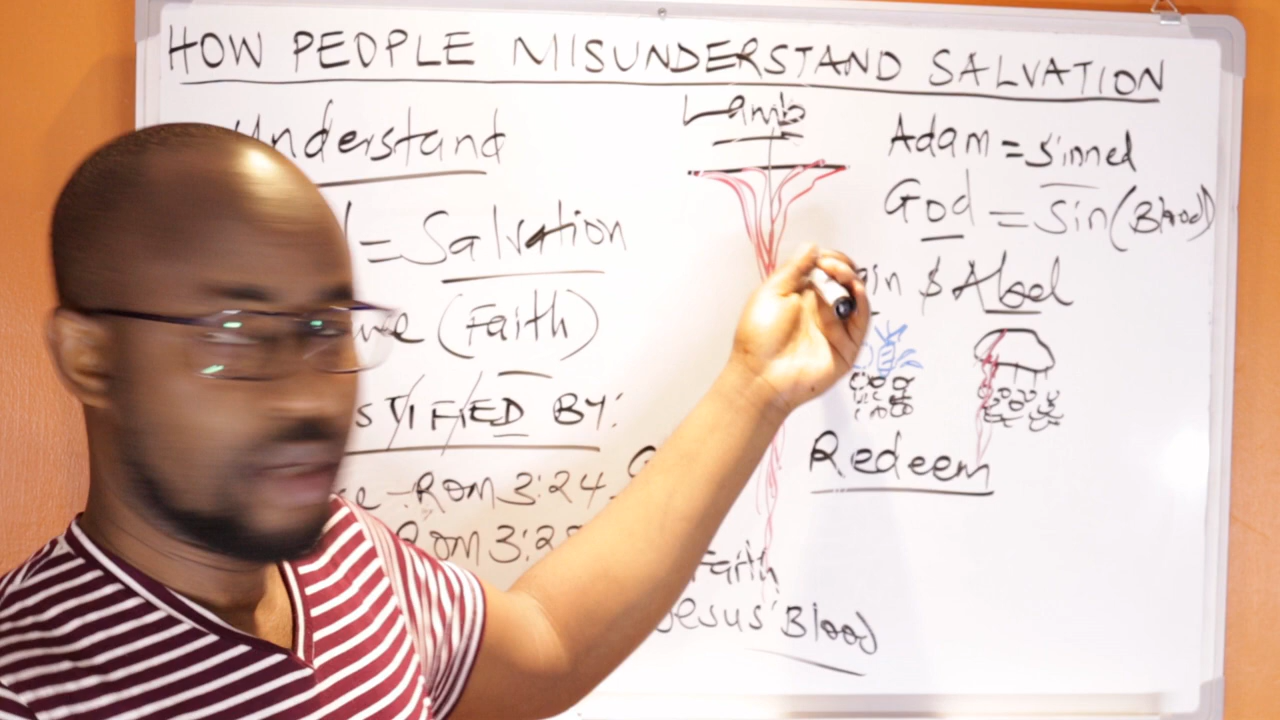 HOW PEOPLE MISUNDERSTAND SALVATION
Understand
= Salvation
(Faith)
BY:
Rom 3:24
Rom 3:2
Lamb
Faith
Jesus' Blood
Adam = Sinned
God = Sin (Blood)
$ Abel
Redeem